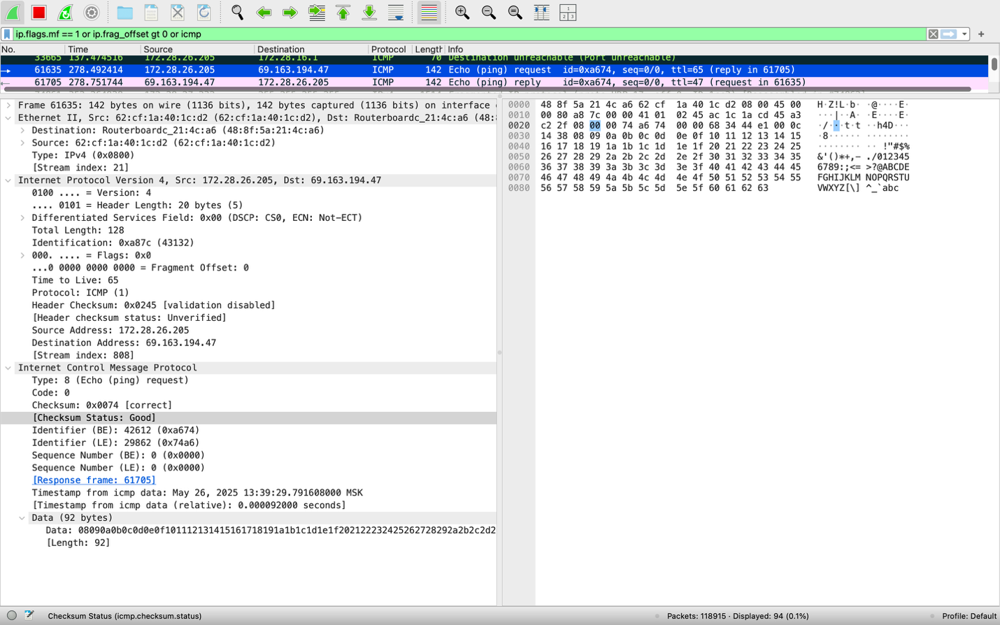 ip.flags.mf == 1 or ip.frag_offset gt 0 or icmp
No. Time Source Destination Protocol Length Info
33665 137.474516 172.28.26.205 172.28.16.1 ICMP 70 Destination unreachable (Port unreachable)
61635 278.492414 172.28.26.205 69.163.194.47 ICMP 142 Echo (ping) request id=0xa674, seq=0/0, ttl=65 (reply in 61705)
61705 278.751744 69.163.194.47 172.28.26.205 ICMP 142 Echo (ping) reply id=0xa674, seq=0/0, ttl=47 (request in 61635)
Frame 61635: 142 bytes on wire (1136 bits), 142 bytes captured (1136 bits) on interface
Ethernet II, Src: 62:cf:1a:40:1c:d2 (62:cf:1a:40:1c:d2), Dst: Routerboardc_21:4c:a6 (48:
Destination: Routerboardc_21:4c:a6 (48:8f:5a:21:4c:a6)
Source: 62:cf:1a:40:1c:d2 (62:cf:1a:40:1c:d2)
Type: IPv4 (0x0800)
[Stream index: 21]
Internet Protocol Version 4, Src: 172.28.26.205, Dst: 69.163.194.47
0100 .... = Version: 4
.... 0101 = Header Length: 20 bytes (5)
Differentiated Services Field: 0x00 (DSCP: CS0, ECN: Not-ECT)
Total Length: 128
Identification: 0xa87c (43132)
000. .... = Flags: 0x0
...0 0000 0000 0000 = Fragment Offset: 0
Time to Live: 65
Protocol: ICMP (1)
Header Checksum: 0x0245 [validation disabled]
[Header checksum status: Unverified]
Source Address: 172.28.26.205
Destination Address: 69.163.194.47
[Stream index: 808]
Internet Control Message Protocol
Type: 8 (Echo (ping) request)
Code: 0
Checksum: 0x0074 [correct]
[Checksum Status: Good]
Identifier (BE): 42612 (0xa674)
Identifier (LE): 29862 (0x74a6)
Sequence Number (BE): 0 (0x0000)
Sequence Number (LE): 0 (0x0000)
[Response frame: 61705]
Timestamp from icmp data: May 26, 2025 13:39:29.791608000 MSK
[Timestamp from icmp data (relative): 0.000092000 seconds]
Data (92 bytes)
Data: 08090a0b0c0d0e0f101112131415161718191a1b1c1d1e1f202122232425262728292a2b2c2d2
[Length: 92]
0000 48 8f 5a 21 4c a6 62 cf 1a 40 1c d2 08 00 45 00 H·Z!L·b· ·@····E·
0010 00 80 a8 7c 00 00 41 01 02 45 ac 1c 1a cd 45 a3 ···|··A· ·E····E·
0020 c2 2f 08 00 00 74 a6 74 00 00 68 34 44 e1 00 0c ·/···t·t ··h4D···
0030 14 38 08 09 0a 0b 0c 0d 0e 0f 10 11 12 13 14 15 ·8······ ········
0040 16 17 18 19 1a 1b 1c 1d 1e 1f 20 21 22 23 24 25 ········ ·· !"#$%
0050 26 27 28 29 2a 2b 2c 2d 2e 2f 30 31 32 33 34 35 &'()*+,- ./012345
0060 36 37 38 39 3a 3b 3c 3d 3e 3f 40 41 42 43 44 45 6789:;<= >?@ABCDE
0070 46 47 48 49 4a 4b 4c 4d 4e 4f 50 51 52 53 54 55 FGHIJKLM NOPQRSTU
0080 56 57 58 59 5a 5b 5c 5d 5e 5f 60 61 62 63 VWXYZ[\] ^_`abc
Checksum Status (icmp.checksum.status) Packets: 118915 · Displayed: 94 (0.1%) Profile: Default